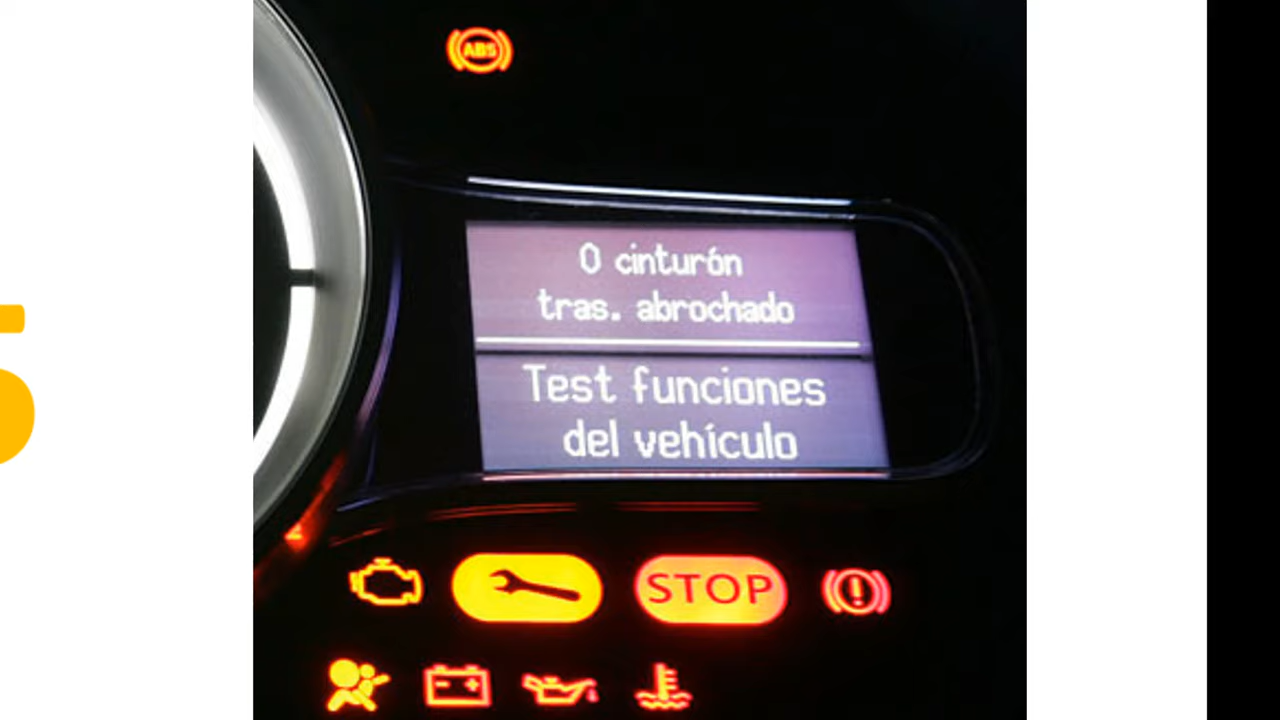 ABS
0 cinturón
tras. abrochado
Test funciones
del vehículo
STOP